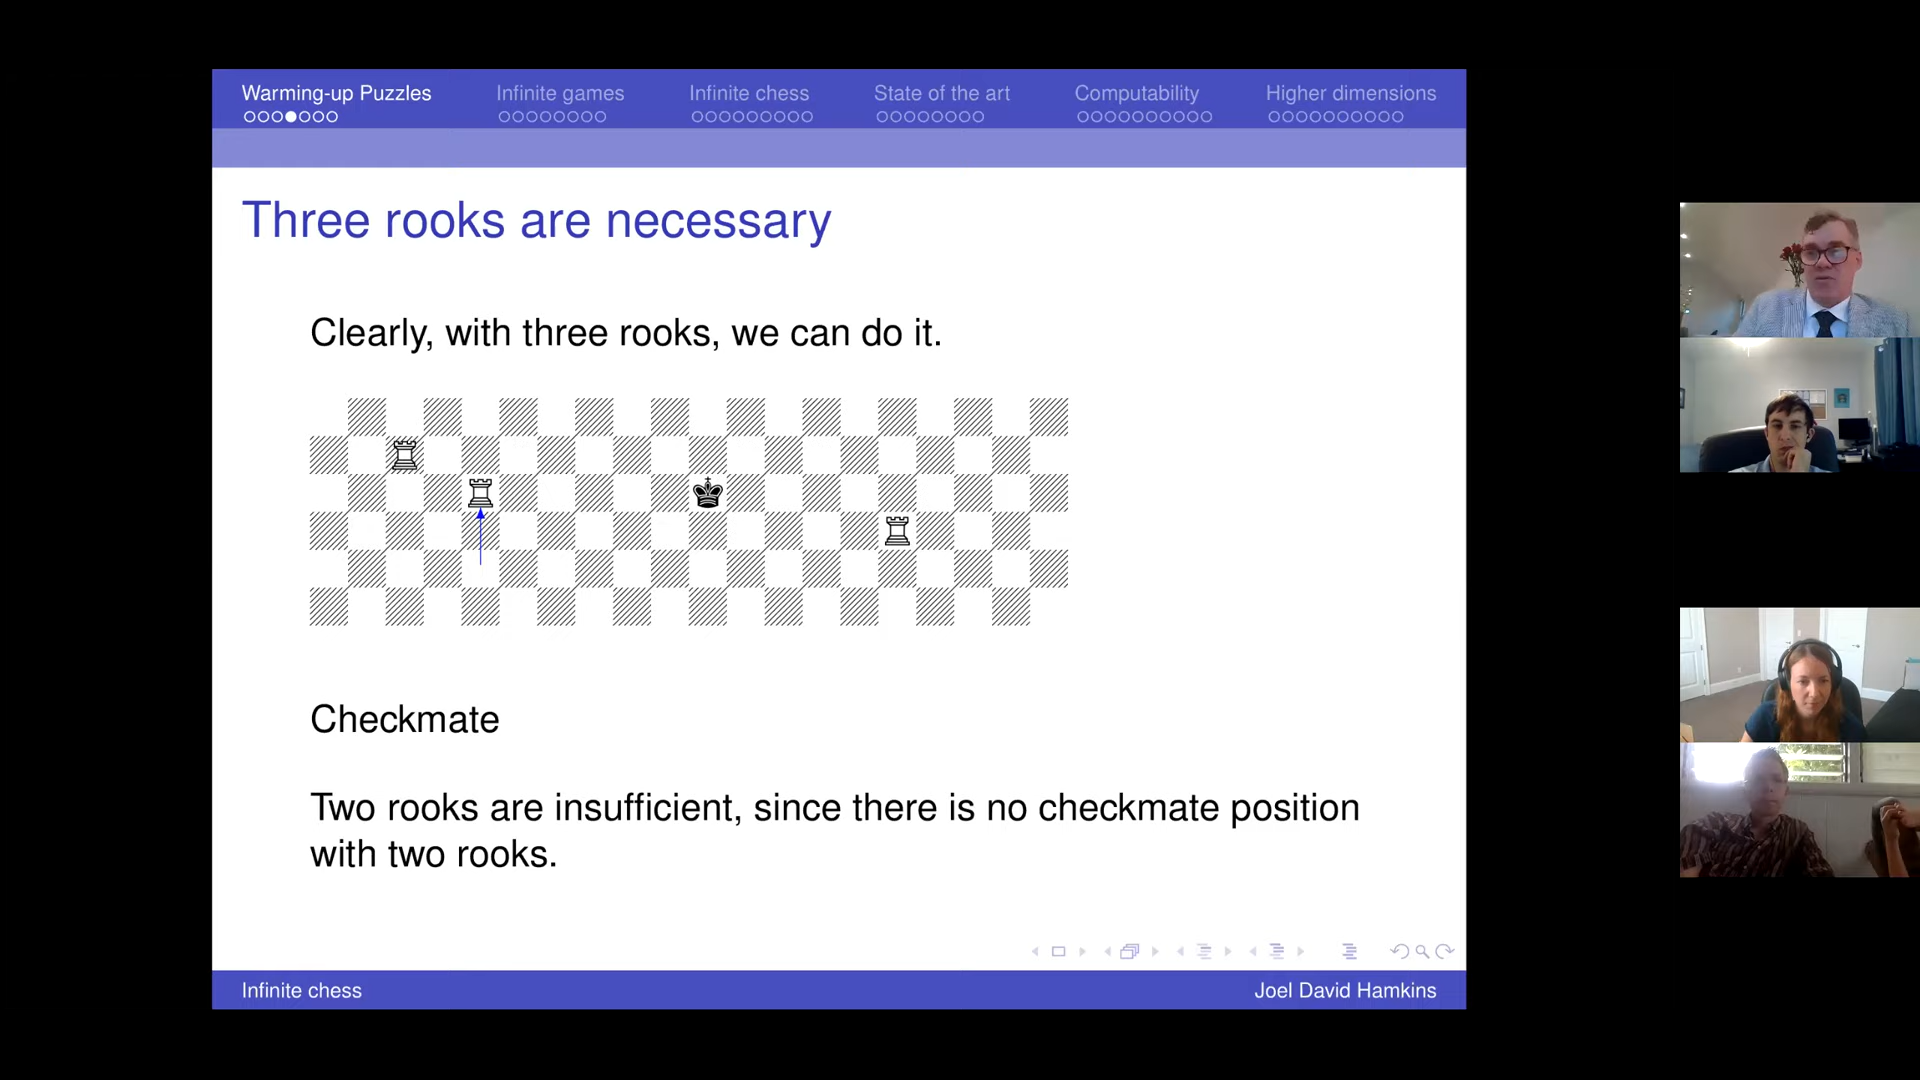 Warming-up Puzzles
Infinite games
Infinite chess
State of the art
Computability
Higher dimensions
Three rooks are necessary
Clearly, with three rooks, we can do it.
Checkmate
Two rooks are insufficient, since there is no checkmate position
with two rooks.
Infinite chess
Joel David Hamkins